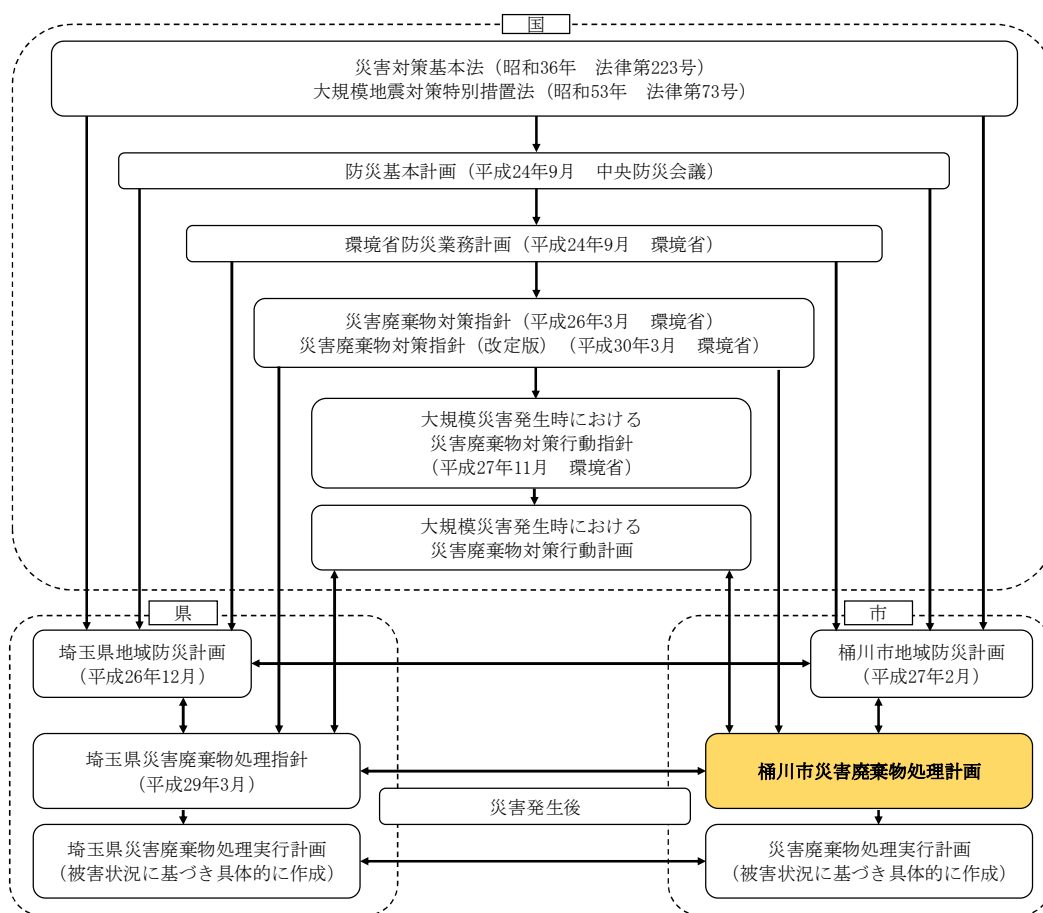 国
災害対策基本法（昭和36年　法律第223号）
大規模地震対策特別措置法（昭和53年　法律第73号）
防災基本計画（平成24年9月　中央防災会議）
環境省防災業務計画（平成24年9月　環境省）
災害廃棄物対策指針（平成26年3月　環境省）
災害廃棄物対策指針（改定版）（平成30年3月　環境省）
大規模災害発生時における
災害廃棄物対策行動指針
（平成27年11月　環境省）
大規模災害発生時における
災害廃棄物対策行動計画
県
埼玉県地域防災計画
（平成26年12月）
埼玉県災害廃棄物処理指針
（平成29年3月）
埼玉県災害廃棄物処理実行計画
（被害状況に基づき具体的に作成）
災害発生後
市
桶川市地域防災計画
（平成27年2月）
桶川市災害廃棄物処理計画
災害廃棄物処理実行計画
（被害状況に基づき具体的に作成）